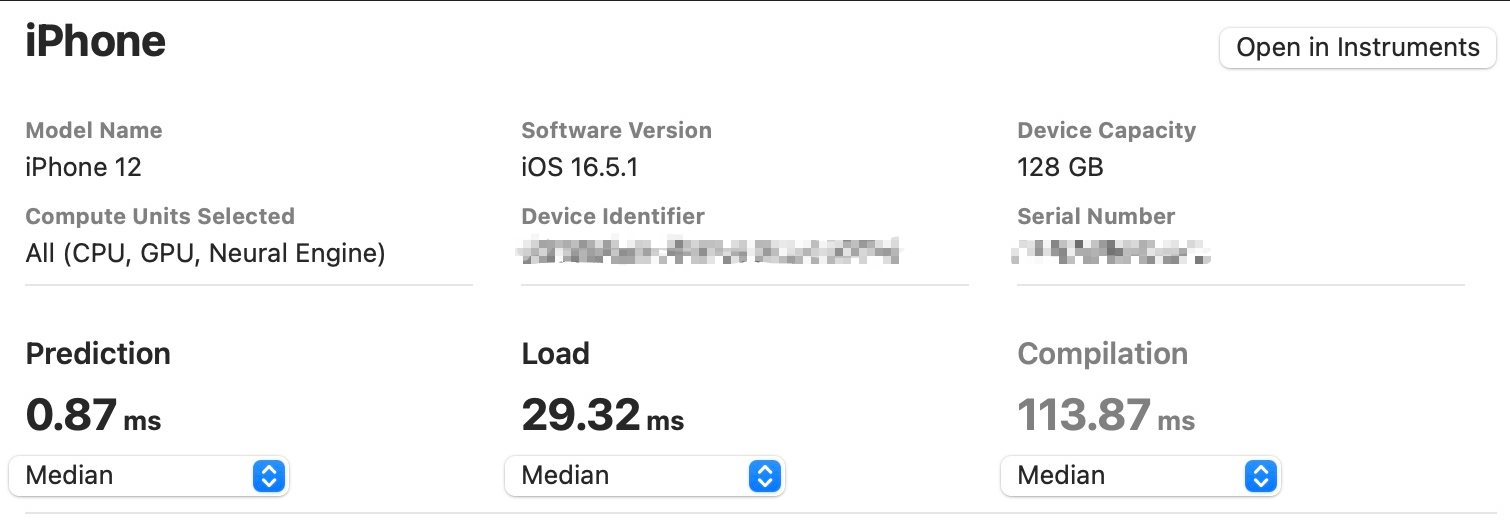 iPhone
Open in Instruments
Model Name
Software Version
Device Capacity
iPhone 12
iOS 16.5.1
128 GB
Compute Units Selected
Device Identifier
Serial Number
All (CPU, GPU, Neural Engine)
Prediction
Load
Compilation
0.87 ms
29.32 ms
113.87 ms
Median
Median
Median